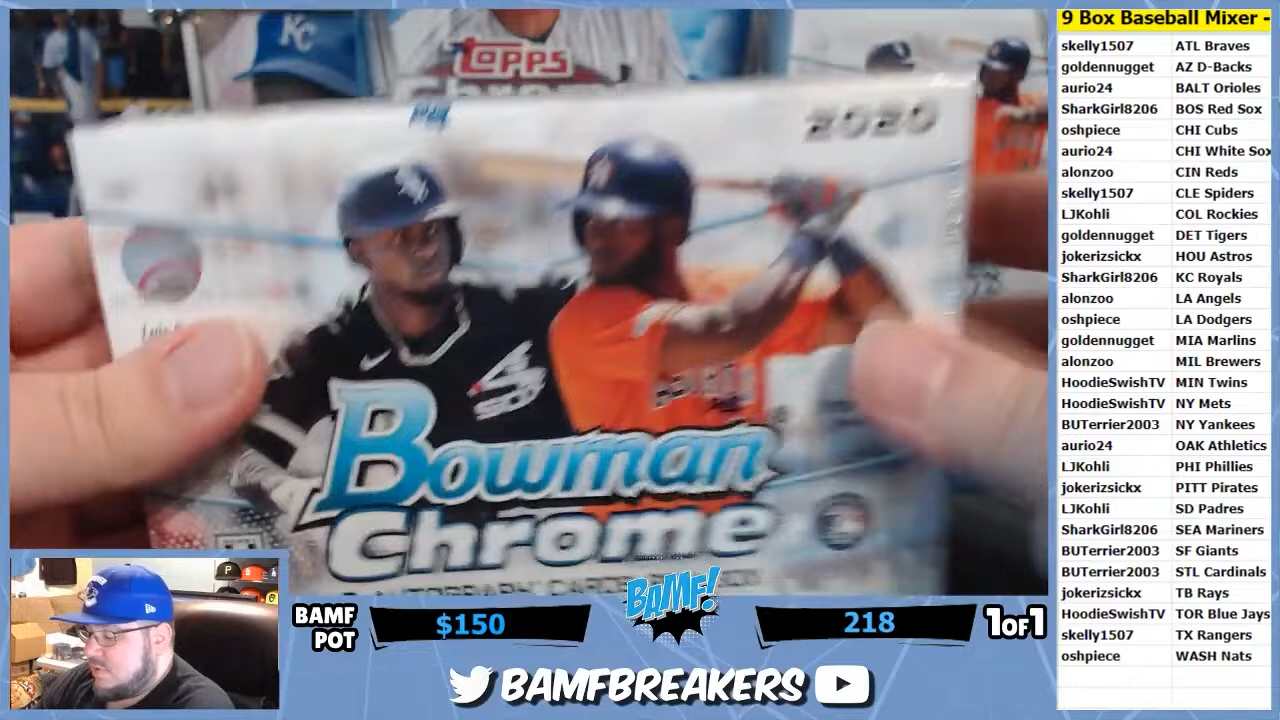 KC
TOPPS
2020
Bowman
Chrome
BAMF POT
$150
BAMF!
218
1 OF 1
BAMFBREAKERS
9 Box Baseball Mixer -
skelly1507 ATL Braves
goldennugget AZ D-Backs
aurio24 BALT Orioles
SharkGirl8206 BOS Red Sox
oshpiece CHI Cubs
aurio24 CHI White Sox
alonzoo CIN Reds
skelly1507 CLE Spiders
LJKohli COL Rockies
goldennugget DET Tigers
jokerizsickx HOU Astros
SharkGirl8206 KC Royals
alonzoo LA Angels
oshpiece LA Dodgers
goldennugget MIA Marlins
alonzoo MIL Brewers
HoodieSwishTV MIN Twins
HoodieSwishTV NY Mets
BUTerrier2003 NY Yankees
aurio24 OAK Athletics
LJKohli PHI Phillies
jokerizsickx PITT Pirates
LJKohli SD Padres
SharkGirl8206 SEA Mariners
BUTerrier2003 SF Giants
BUTerrier2003 STL Cardinals
jokerizsickx TB Rays
HoodieSwishTV TOR Blue Jays
skelly1507 TX Rangers
oshpiece WASH Nats